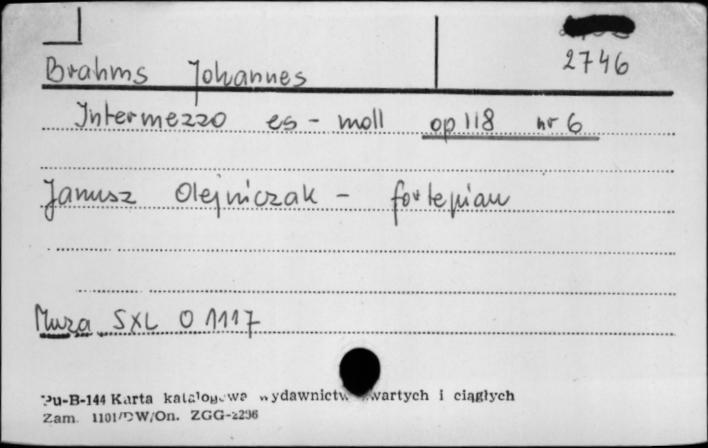 2746
Brahms Johannes
Intermezzo es-moll op 118 nr 6
Janusz Olejniczak - fortepian
Muza SXL 0 1117
Pu-B-144 Karta katalogowa wydawnictw zwartych i ciągłych
Zam. 1101/DW/On. ZGG-2296